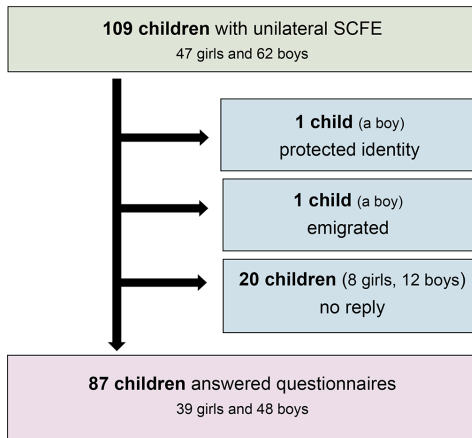 109 children with unilateral SCFE
47 girls and 62 boys
1 child (a boy)
protected identity
1 child (a boy)
emigrated
20 children (8 girls, 12 boys)
no reply
87 children answered questionnaires
39 girls and 48 boys